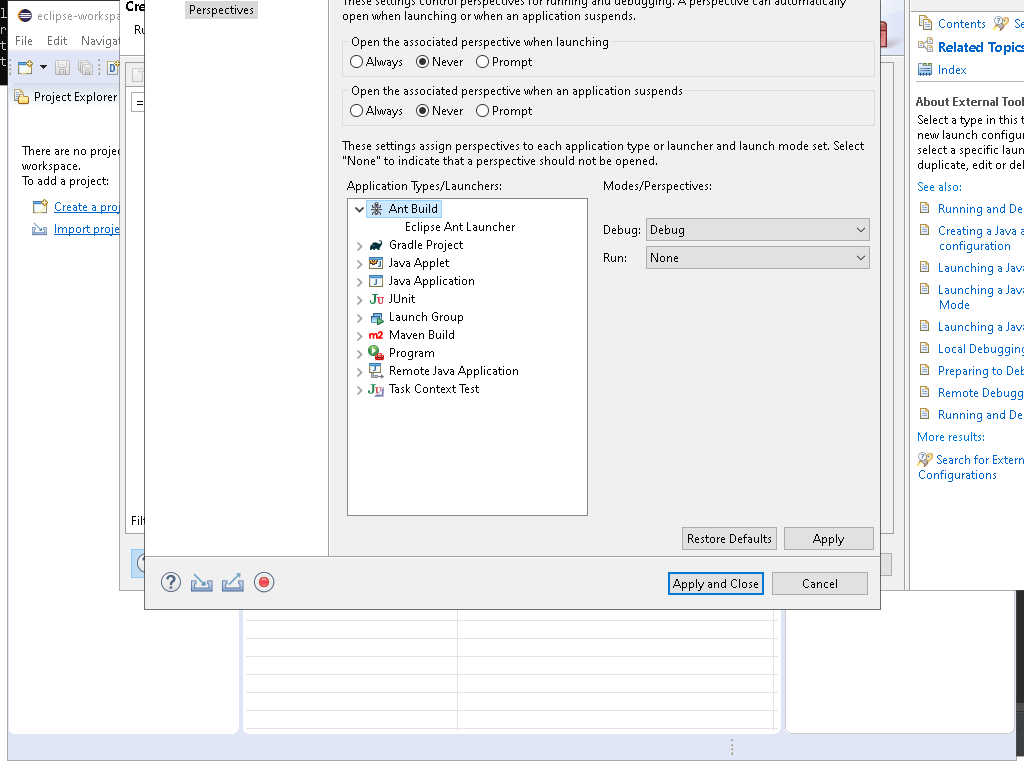 eclipse-workspa
File Edit Navigat
Project Explorer
There are no projec
workspace.
To add a project:
Create a proj
Import proje
Cre
Ru
Filt
Perspectives
These settings control perspectives for running and debugging. A perspective can automatically
open when launching or when an application suspends.
Open the associated perspective when launching
Always Never Prompt
Open the associated perspective when an application suspends
Always Never Prompt
These settings assign perspectives to each application type or launcher and launch mode set. Select
"None" to indicate that a perspective should not be opened.
Application Types/Launchers:
Ant Build
Eclipse Ant Launcher
Gradle Project
Java Applet
Java Application
JUnit
Launch Group
Maven Build
Program
Remote Java Application
Task Context Test
Modes/Perspectives:
Debug: Debug
Run: None
Restore Defaults Apply
Apply and Close Cancel
Contents Se
Related Topics
Index
About External Tool
Select a type in this t
new launch configur
select a specific laun
duplicate, edit or del
See also:
Running and De
Creating a Java a
configuration
Launching a Java
Launching a Java
Mode
Launching a Java
Local Debugging
Preparing to Deb
Remote Debugg
Running and De
More results:
Search for Extern
Configurations